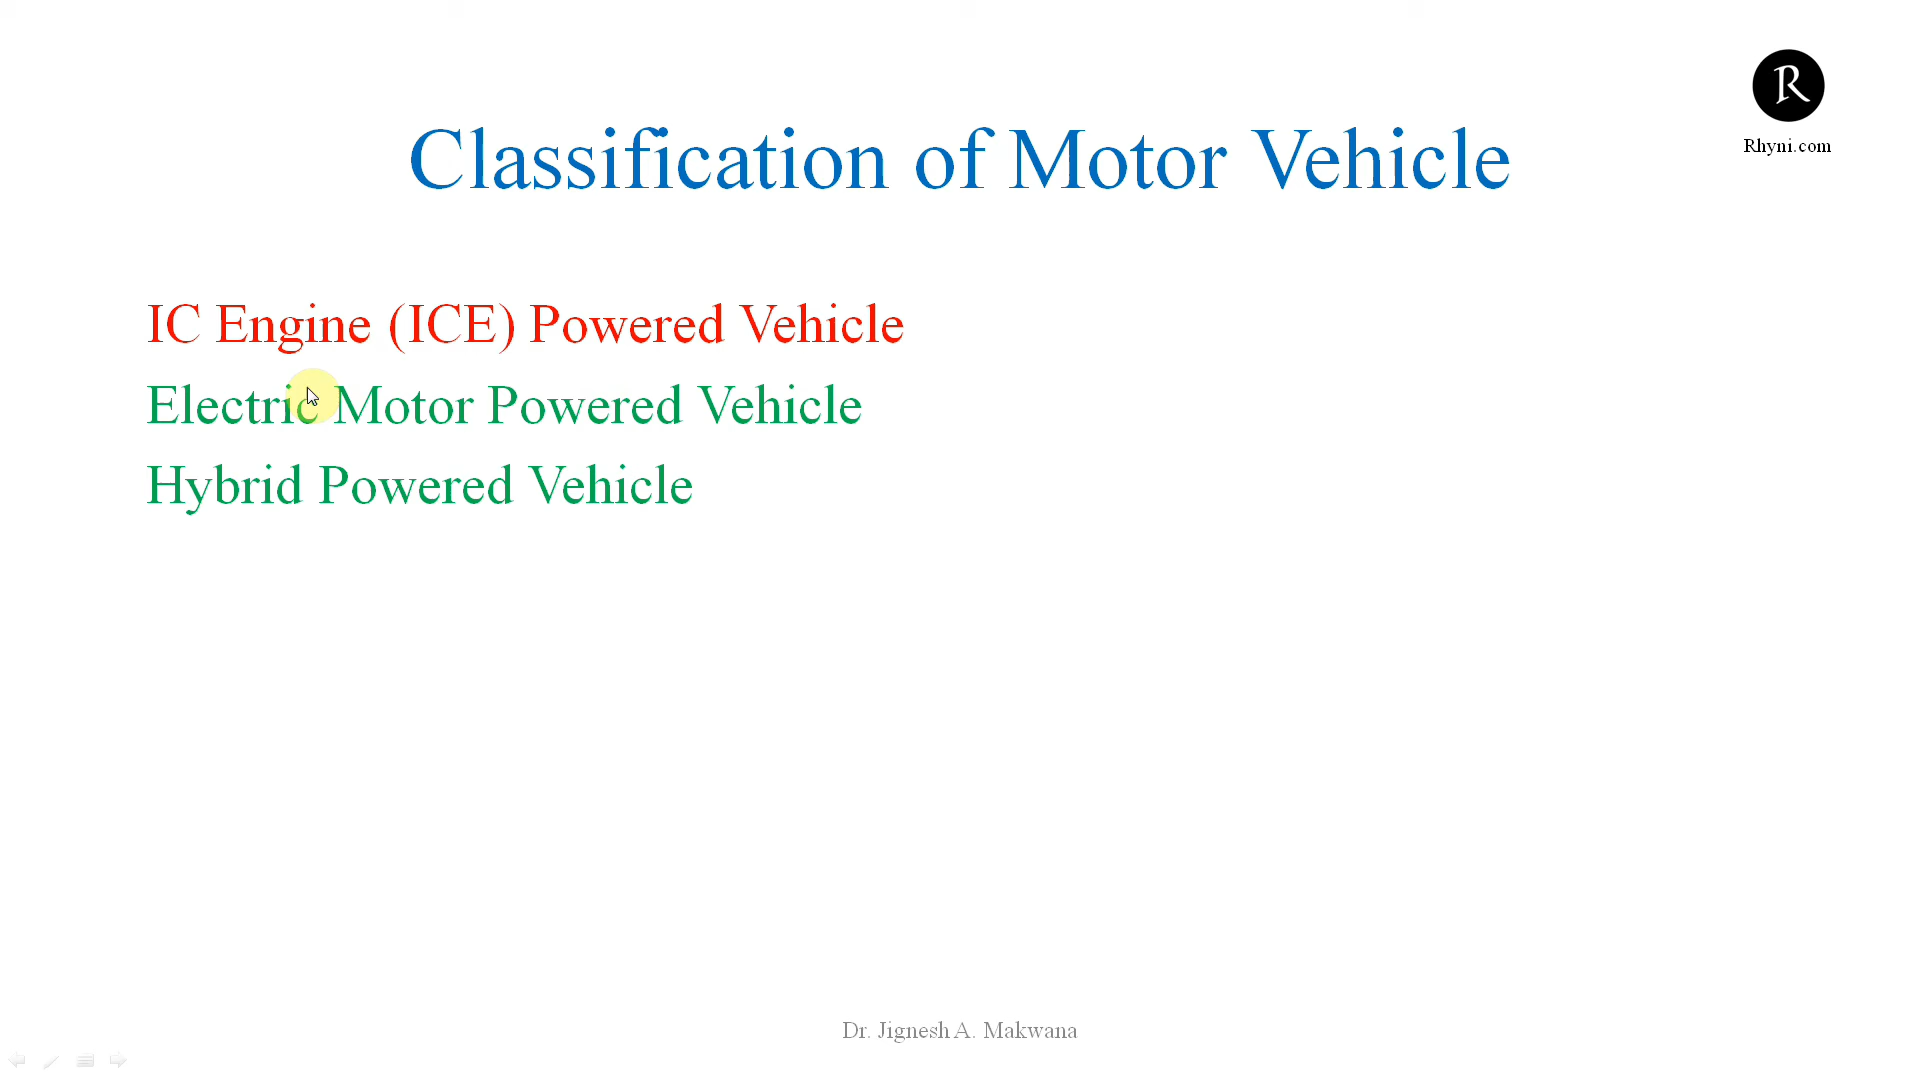 R
Rhyni.com
Classification of Motor Vehicle
IC Engine (ICE) Powered Vehicle
Electric Motor Powered Vehicle
Hybrid Powered Vehicle
Dr. Jignesh A. Makwana